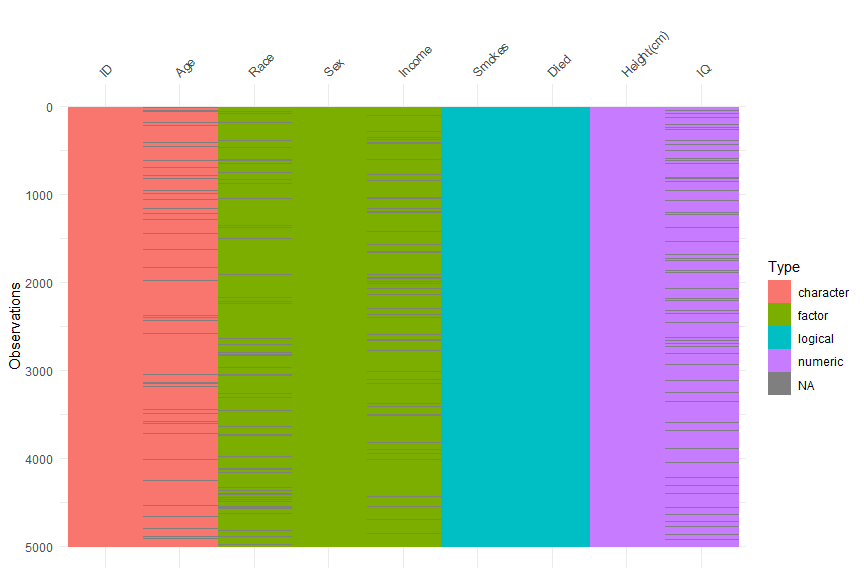 ID
Age
Race
Sex
Income
Smokes
Died
Height(cm)
IQ
0
1000
2000
3000
4000
5000
Observations
Type
character
factor
logical
numeric
NA